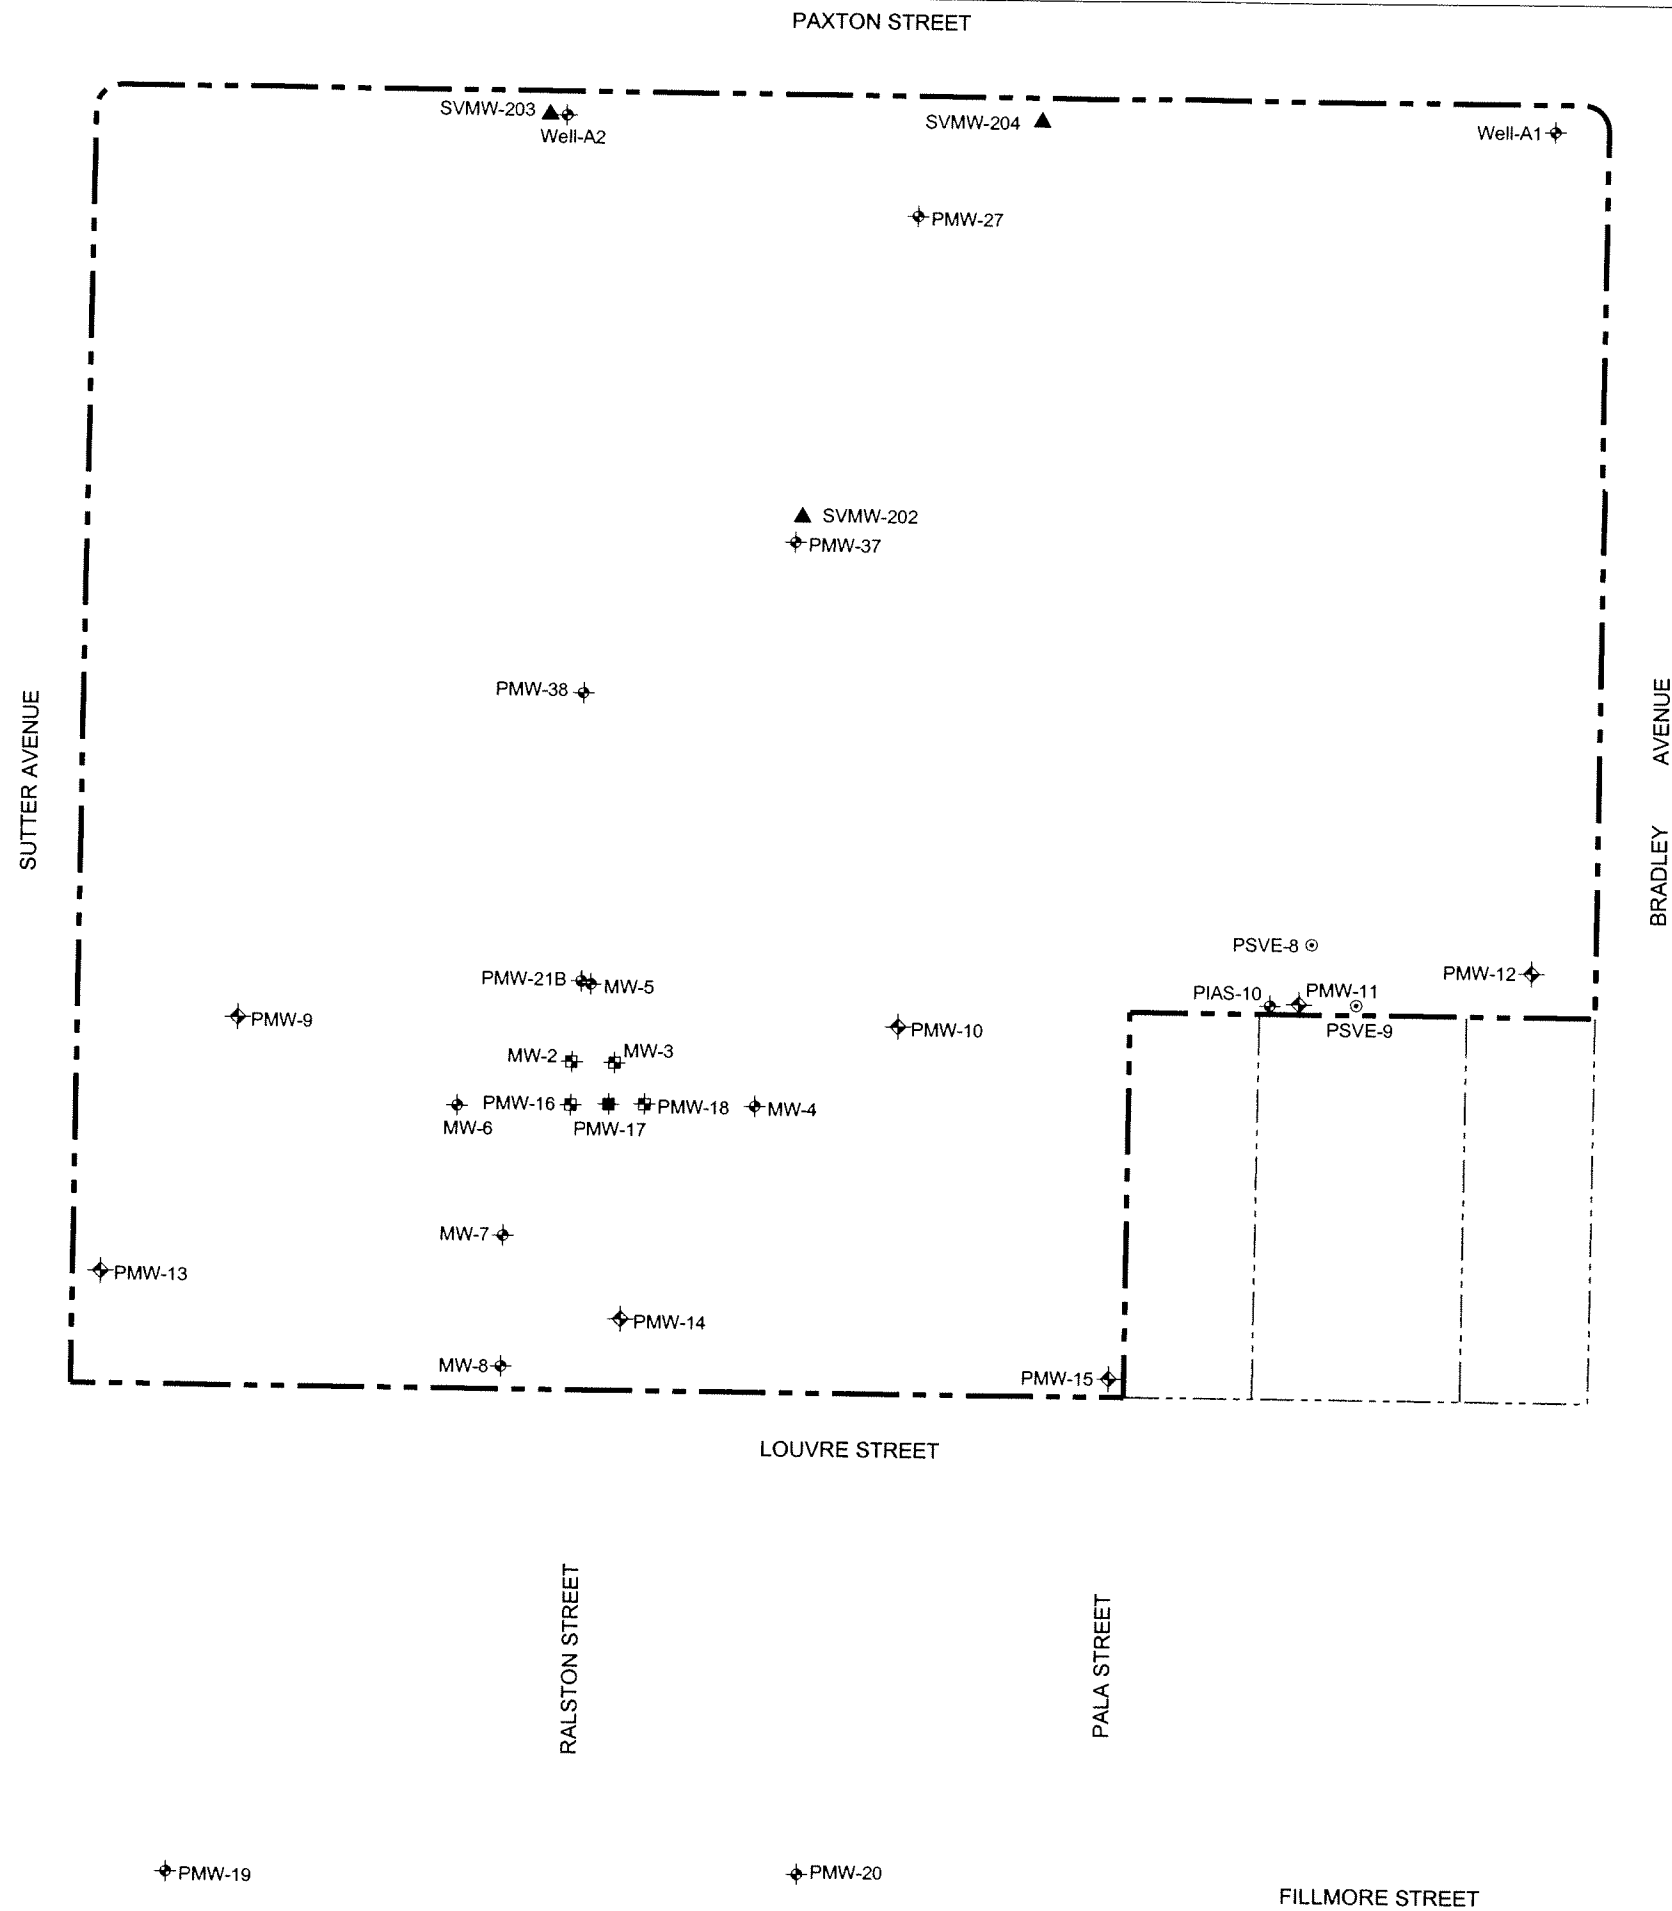 PAXTON STREET
SVMW-203
Well-A2
SVMW-204
Well-A1
PMW-27
SVMW-202
PMW-37
PMW-38
SUTTER AVENUE
BRADLEY AVENUE
PSVE-8
PMW-12
PMW-21B
MW-5
PIAS-10
PMW-11
PSVE-9
PMW-9
PMW-10
MW-2
MW-3
MW-6
PMW-16
PMW-17
PMW-18
MW-4
MW-7
PMW-13
PMW-14
MW-8
PMW-15
LOUVRE STREET
RALSTON STREET
PALA STREET
PMW-19
PMW-20
FILLMORE STREET